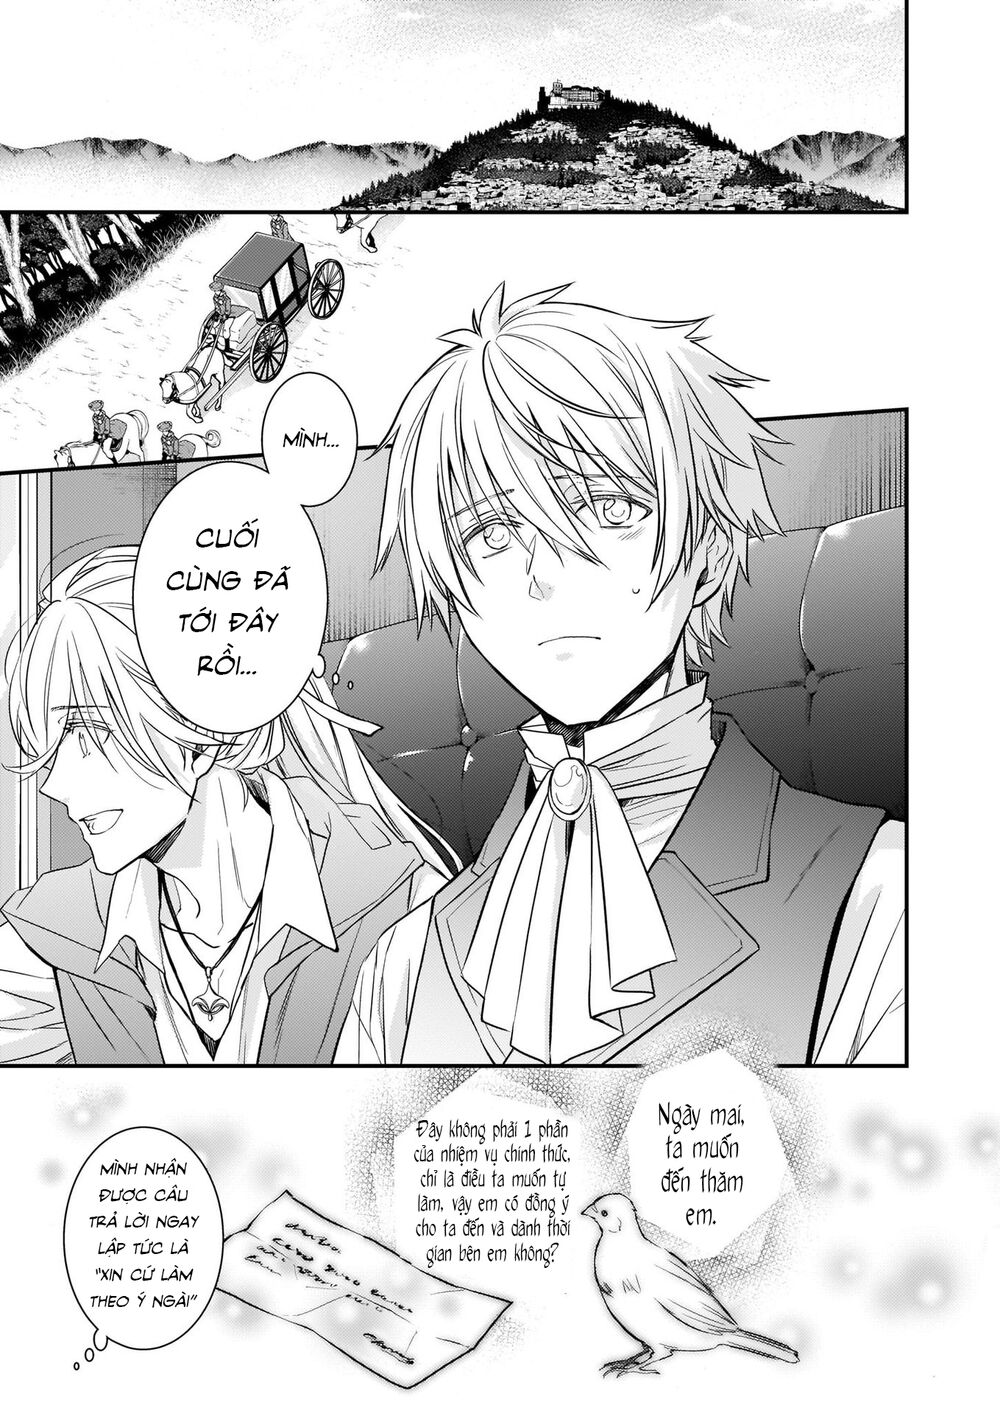 MÌNH...
CUỐI
CÙNG ĐÃ
TỚI ĐÂY
RỒI...
Ngày mai,
ta muốn
đến thăm
em.
Đây không phải 1 phần
của nhiệm vụ chính thức,
chỉ là điều ta muốn tự
làm, vậy em có đồng ý
cho ta đến và dành thời
gian bên em không?
MÌNH NHẬN
ĐƯỢC CÂU
TRẢ LỜI NGAY
LẬP TỨC LÀ
"XIN CỨ LÀM
THEO Ý NGÀI"